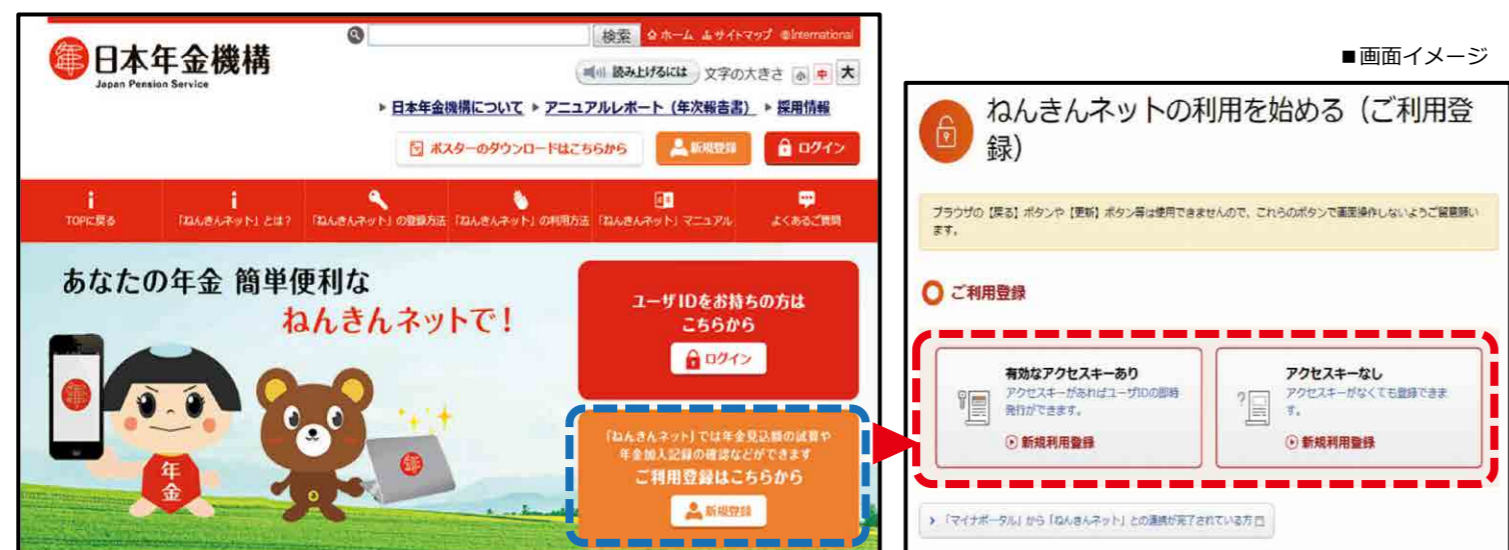 年
日本年金機構
Japan Pension Service
検索
ホーム サイトマップ International
読み上げるには 文字の大きさ 小 中 大
日本年金機構について アニュアルレポート（年次報告書） 採用情報
ポスターのダウンロードはこちらから 新規登録 ログイン
TOPに戻る 「ねんきんネット」とは？ 「ねんきんネット」の登録方法 「ねんきんネット」の利用方法 「ねんきんネット」マニュアル よくあるご質問
あなたの年金 簡単便利な
ねんきんネットで！
年
年金
年
ユーザIDをお持ちの方は
こちらから
ログイン
「ねんきんネット」では年金見込額の試算や
年金加入記録の確認などができます
ご利用登録はこちらから
新規登録
■画面イメージ
ねんきんネットの利用を始める（ご利用登
録）
ブラウザの【戻る】ボタンや【更新】ボタン等は使用できませんので、これらのボタンで画面操作しないようご留意願い
ます。
ご利用登録
有効なアクセスキーあり
アクセスキーがあればユーザIDの即時
発行ができます。
新規利用登録
アクセスキーなし
アクセスキーがなくても登録できま
す。
新規利用登録
「マイナポータル」から「ねんきんネット」との連携が完了されている方